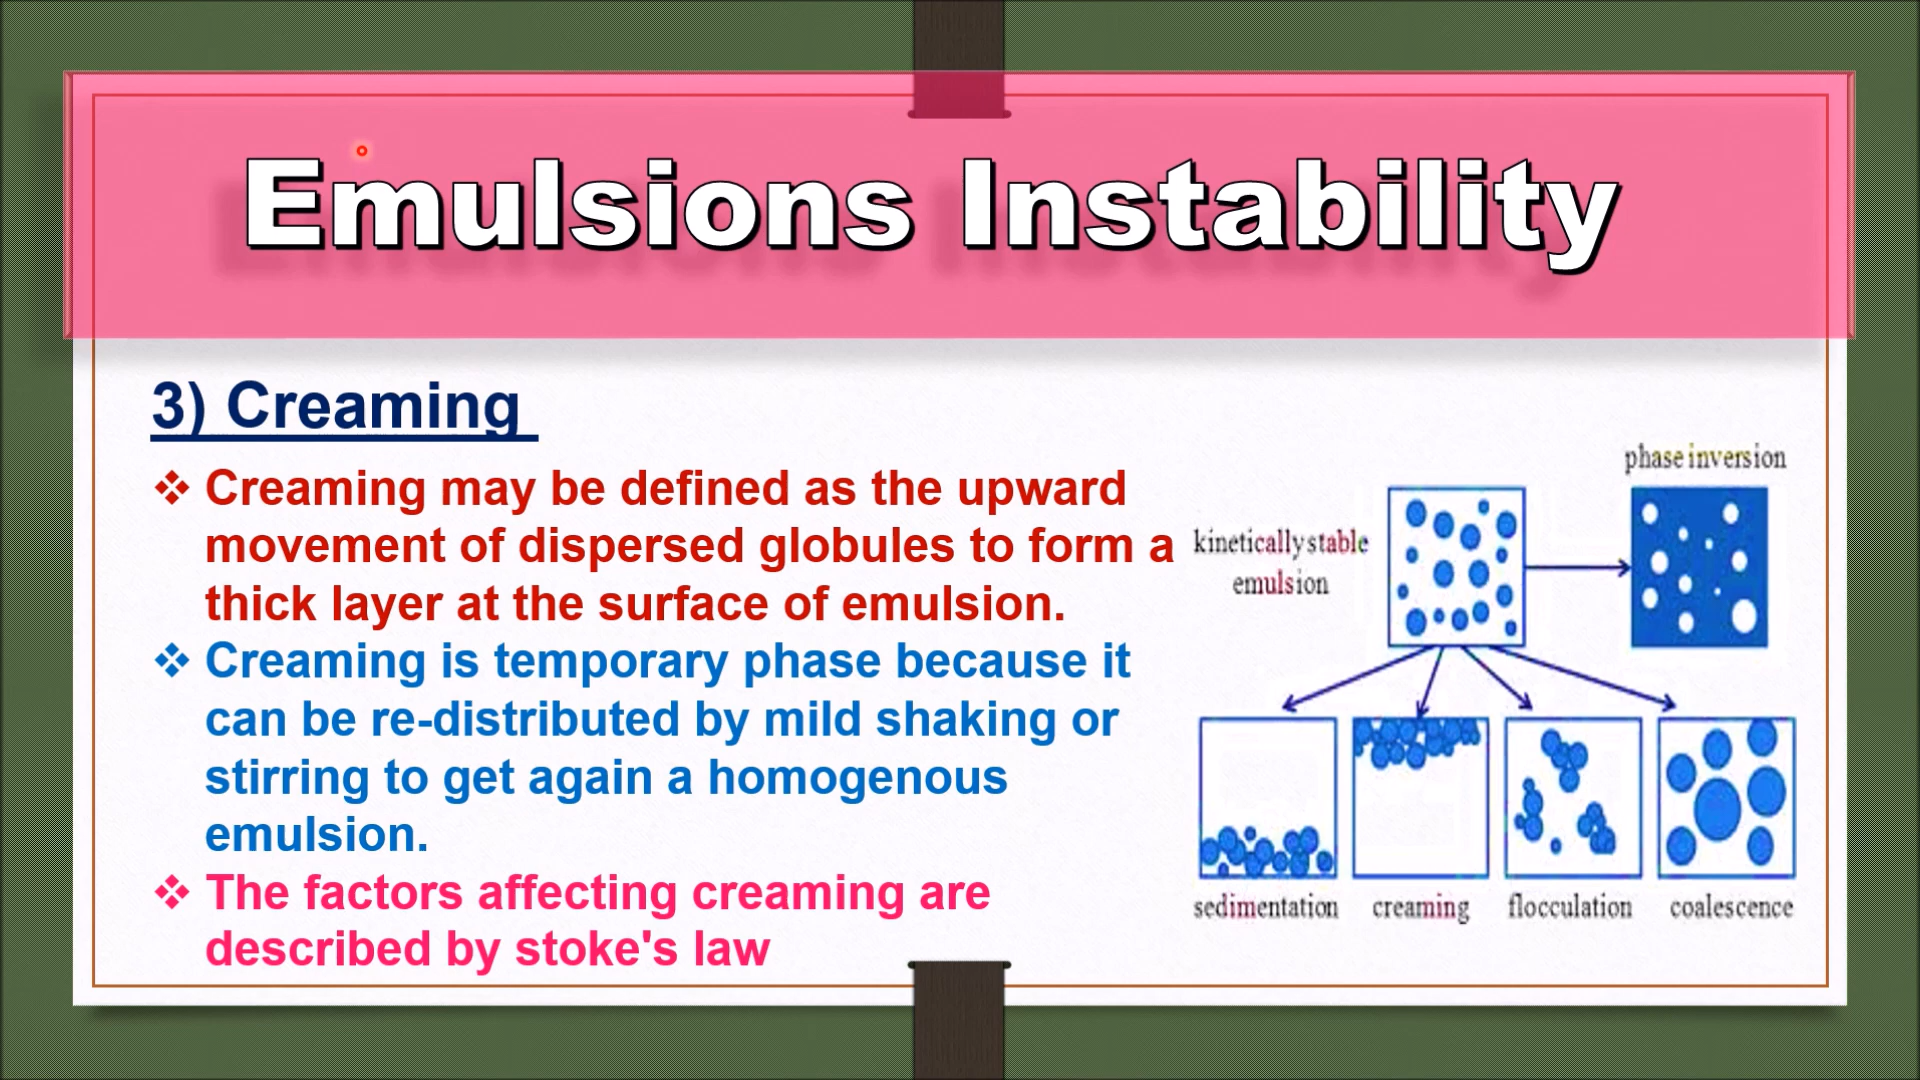 Emulsions Instability
3) Creaming
❖ Creaming may be defined as the upward
movement of dispersed globules to form a
thick layer at the surface of emulsion.
❖ Creaming is temporary phase because it
can be re-distributed by mild shaking or
stirring to get again a homogenous
emulsion.
❖ The factors affecting creaming are
described by stoke's law
phase inversion
kinetically stable
emulsion
sedimentation
creaming
flocculation
coalescence